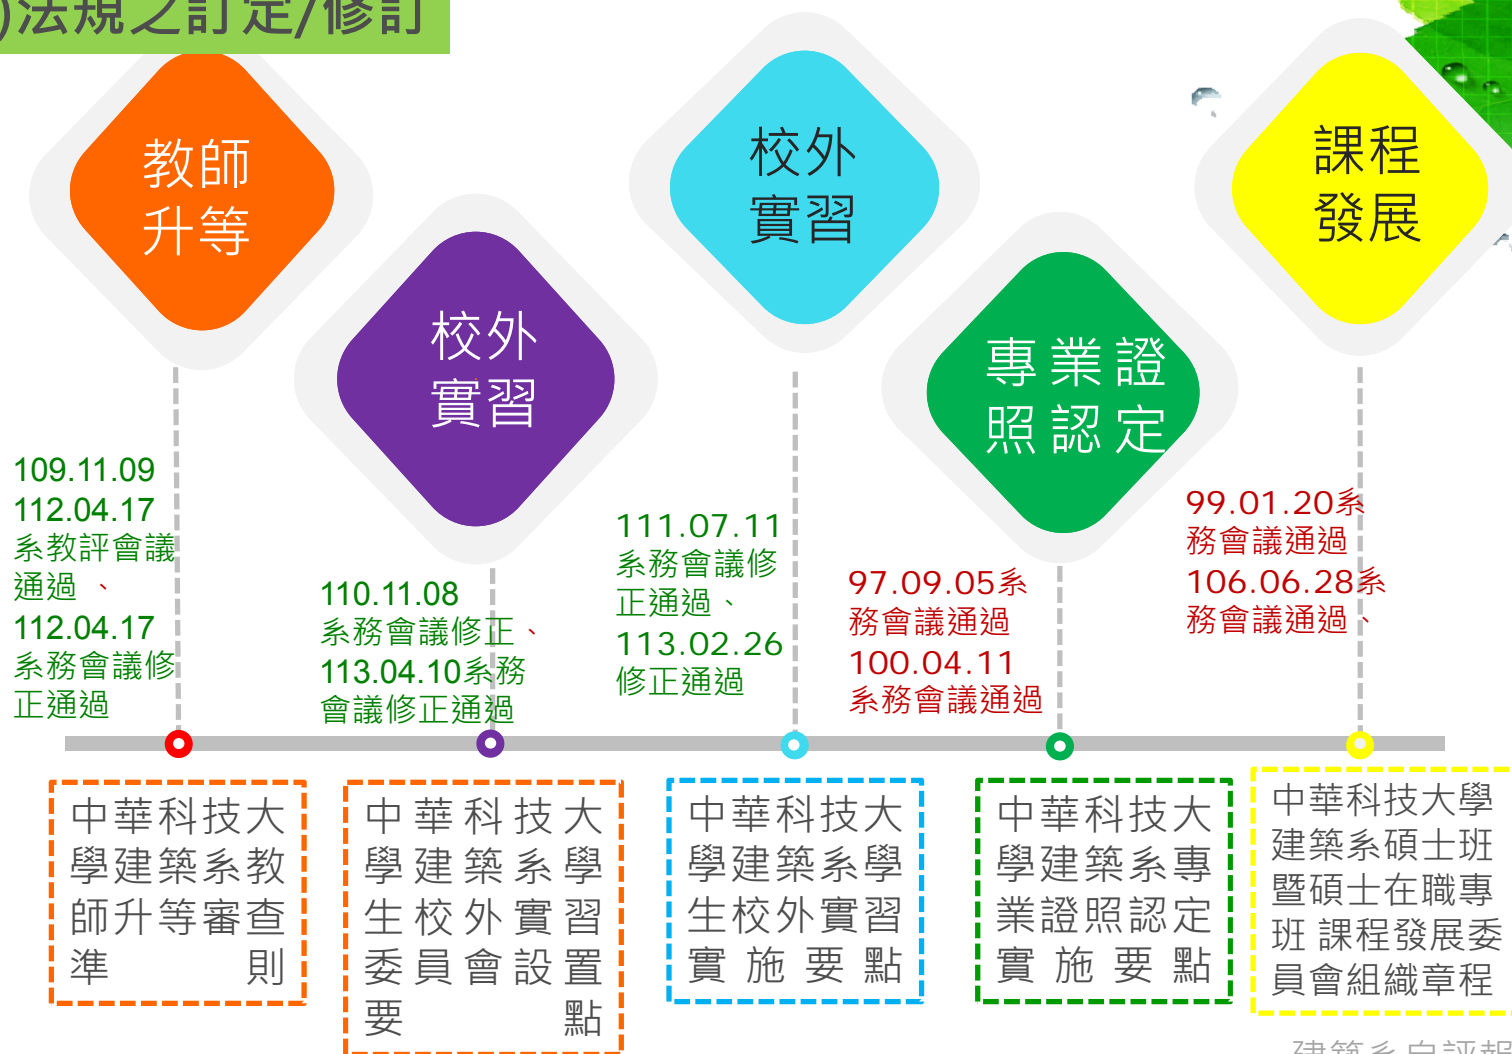 )法規之訂定/修訂
教師
升等
校外
實習
校外
實習
專業證
照認定
課程
發展
109.11.09
112.04.17
系教評會議
通過、
112.04.17
系務會議修
正通過
110.11.08
系務會議修正、
113.04.10系務
會議修正通過
111.07.11
系務會議修
正通過、
113.02.26
修正通過
97.09.05系
務會議通過
100.04.11
系務會議通過
99.01.20系
務會議通過
106.06.28系
務會議通過、
中華科技大
學建築系教
師升等審查
準則
中華科技大
學建築系學
生校外實習
委員會設置
要點
中華科技大
學建築系學
生校外實習
實施要點
中華科技大
學建築系專
業證照認定
實施要點
中華科技大學
建築系碩士班
暨碩士在職專
班 課程發展委
員會組織章程
建築系自評報